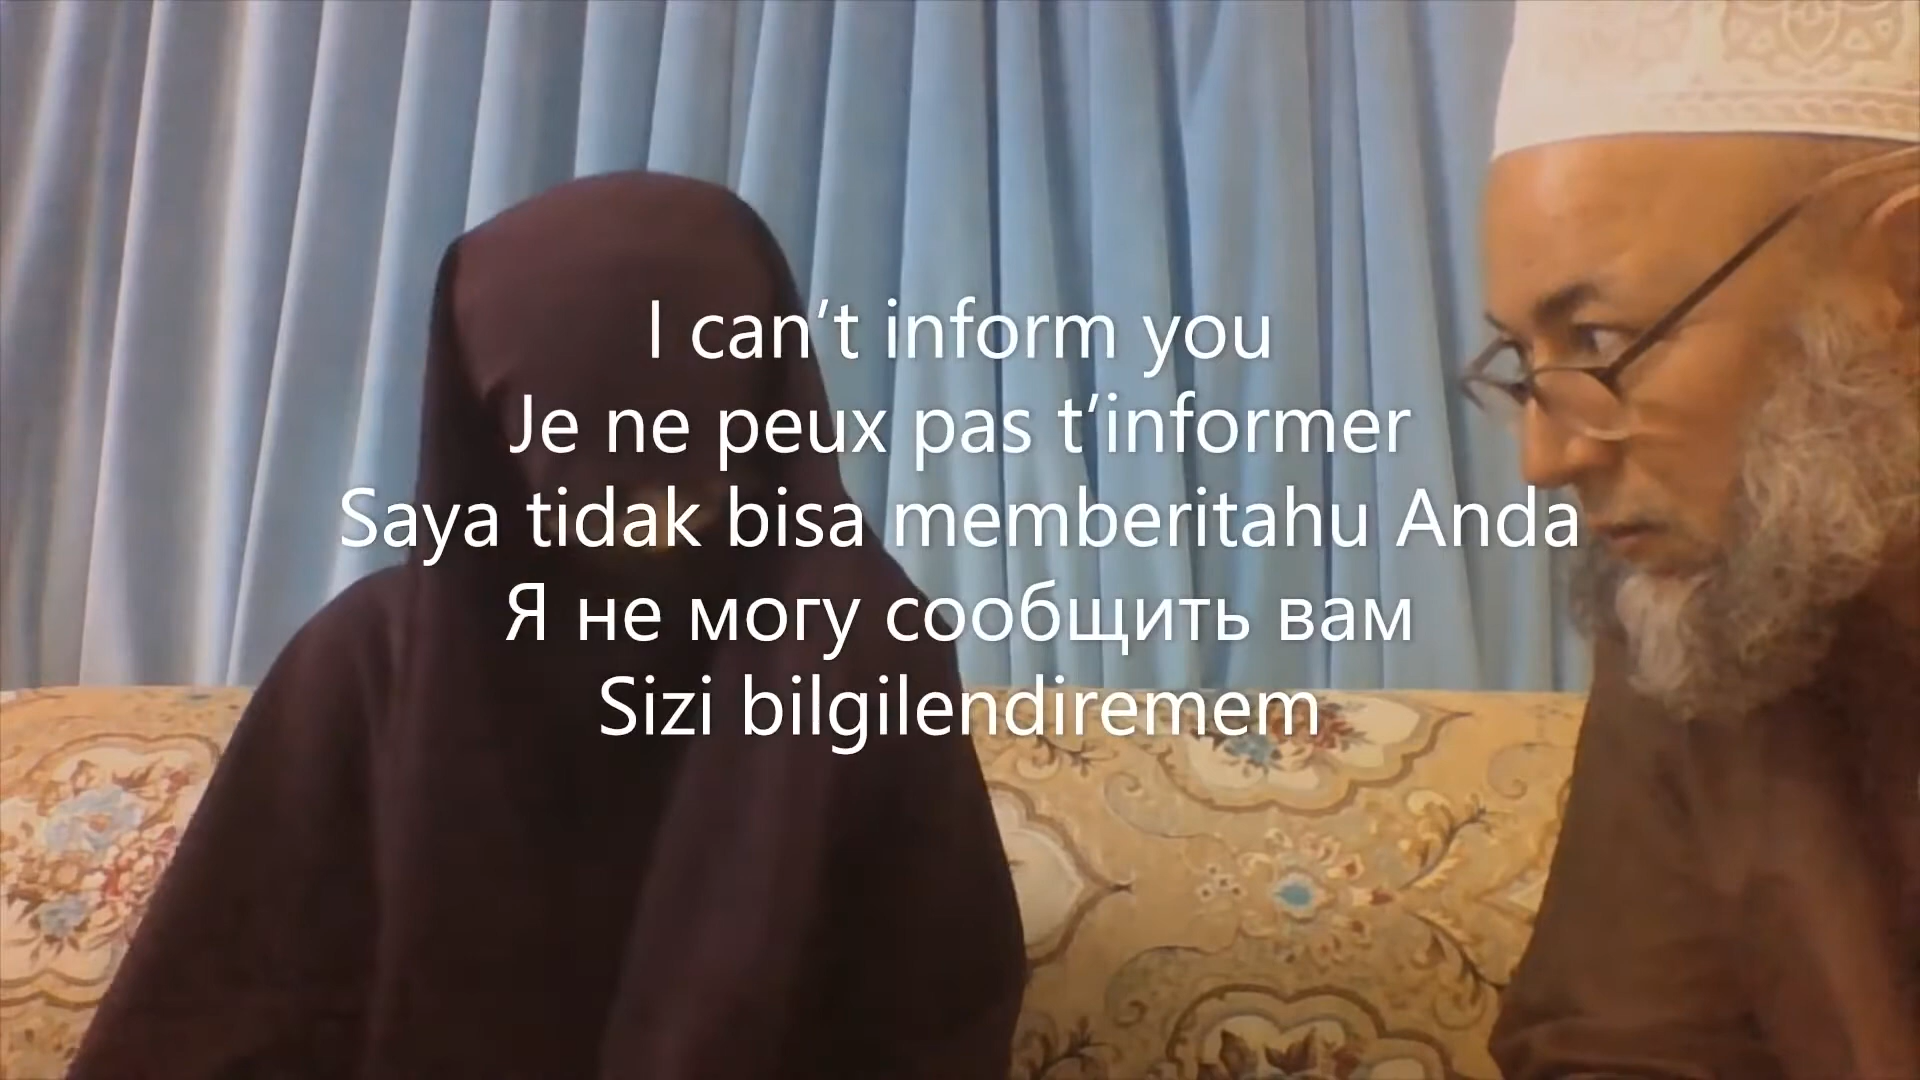 I can’t inform you
Je ne peux pas t’informer
Saya tidak bisa memberitahu Anda
Я не могу сообщить вам
Sizi bilgilendiremem